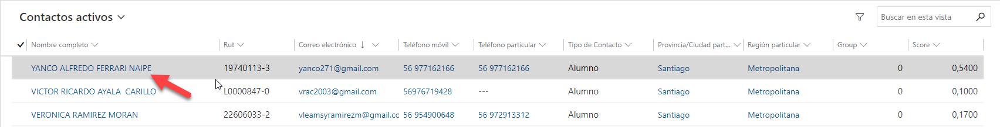 Contactos activos
Buscar en esta vista
Nombre completo Rut Correo electrónico Teléfono móvil Teléfono particular Tipo de Contacto Provincia/Ciudad part... Región particular Group Score
YANCO ALFREDO FERRARI NAIPE 19740113-3 yanco271@gmail.com 56 977162166 56 977162166 Alumno Santiago Metropolitana 0 0,5400
VICTOR RICARDO AYALA  CARILLO L0000847-0 vrac2003@gmail.com 56976719428 --- Alumno Santiago Metropolitana 0 0,1000
VERONICA RAMIREZ MORAN 22606033-2 vleamsyramirezm@gmail.cc 56 954900648 56 972913312 Alumno Santiago Metropolitana 0 0,1700